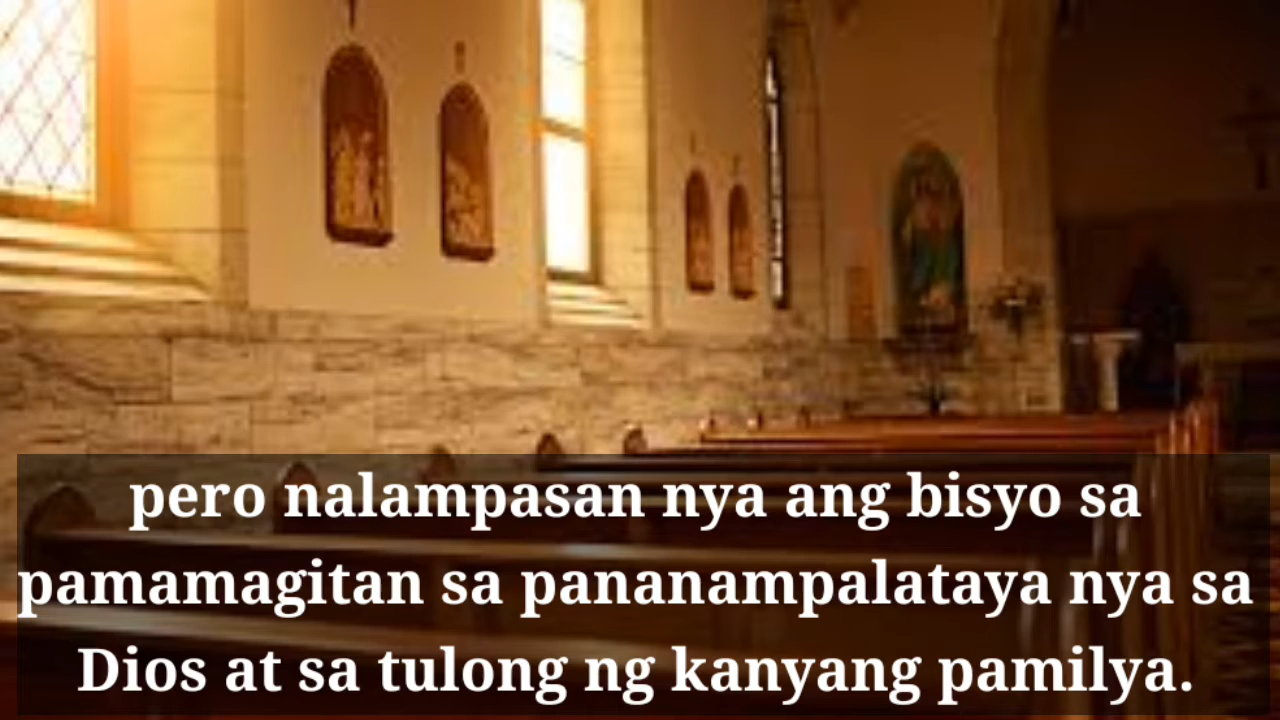 pero nalampasan nya ang bisyo sa
pamamagitan sa pananampalataya nya sa
Dios at sa tulong ng kanyang pamilya.